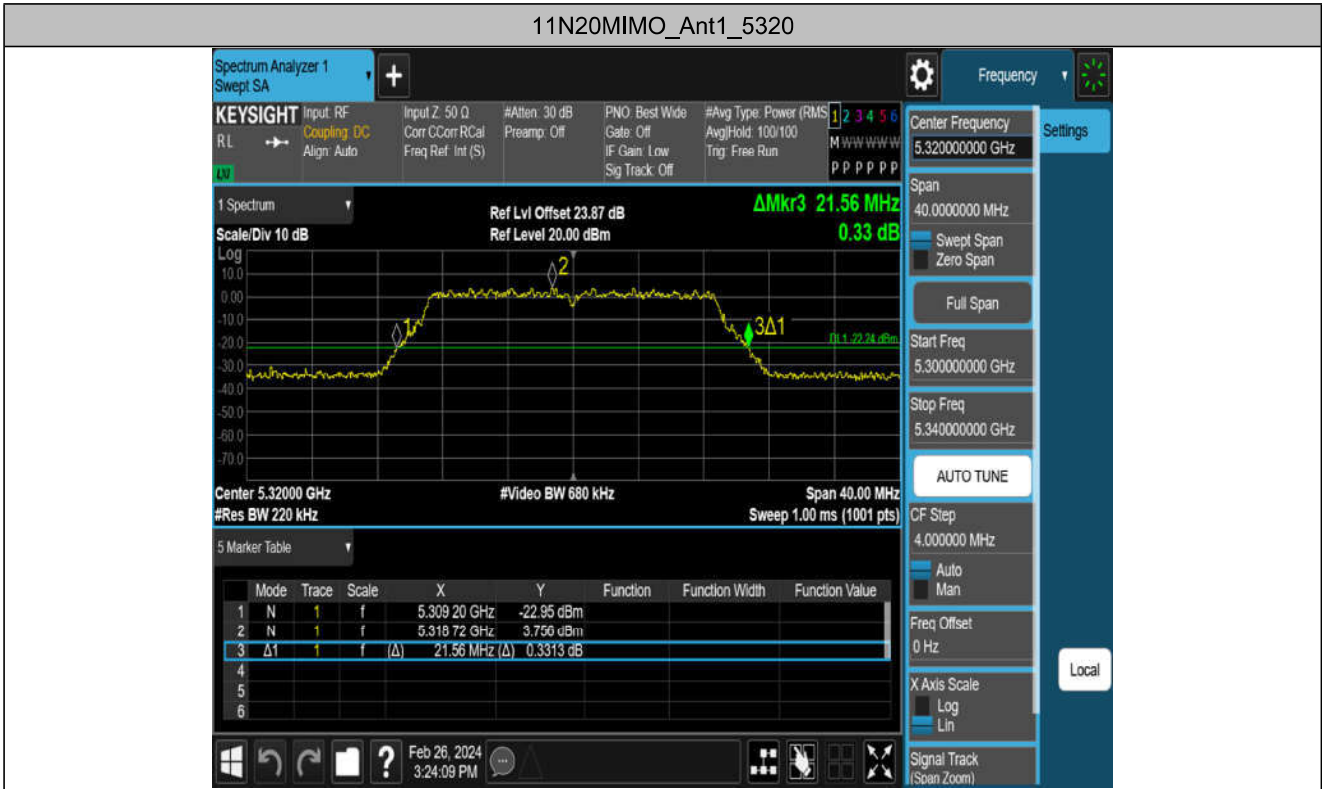 11N20MIMO_Ant1_5320
Spectrum Analyzer 1
Swept SA
+
Frequency
KEYSIGHT
RL
LXI
Input: RF
Coupling: DC
Align: Auto
Input Z: 50 Ω
Corr CCorr RCal
Freq Ref: Int (S)
#Atten: 30 dB
Preamp: Off
PNO: Best Wide
Gate: Off
IF Gain: Low
Sig Track: Off
#Avg Type: Power (RMS
Avg|Hold: 100/100
Trig: Free Run
1 2 3 4 5 6
M W W W W W
P P P P P P
1 Spectrum
Scale/Div 10 dB
Ref Lvl Offset 23.87 dB
Ref Level 20.00 dBm
ΔMkr3 21.56 MHz
0.33 dB
Log
10.0
0.00
-10.0
-20.0
-30.0
-40.0
-50.0
-60.0
-70.0
1
2
3Δ1
DL1 -22.24 dBm
Center 5.32000 GHz
#Res BW 220 kHz
#Video BW 680 kHz
Span 40.00 MHz
Sweep 1.00 ms (1001 pts)
5 Marker Table
Mode Trace Scale X Y Function Function Width Function Value
1 N 1 f 5.309 20 GHz -22.95 dBm
2 N 1 f 5.318 72 GHz 3.756 dBm
3 Δ1 1 f (Δ) 21.56 MHz (Δ) 0.3313 dB
4
5
6
?
Feb 26, 2024
3:24:09 PM
Center Frequency
5.320000000 GHz
Settings
Span
40.0000000 MHz
Swept Span
Zero Span
Full Span
Start Freq
5.300000000 GHz
Stop Freq
5.340000000 GHz
AUTO TUNE
CF Step
4.000000 MHz
Auto
Man
Freq Offset
0 Hz
Local
X Axis Scale
Log
Lin
Signal Track
(Span Zoom)